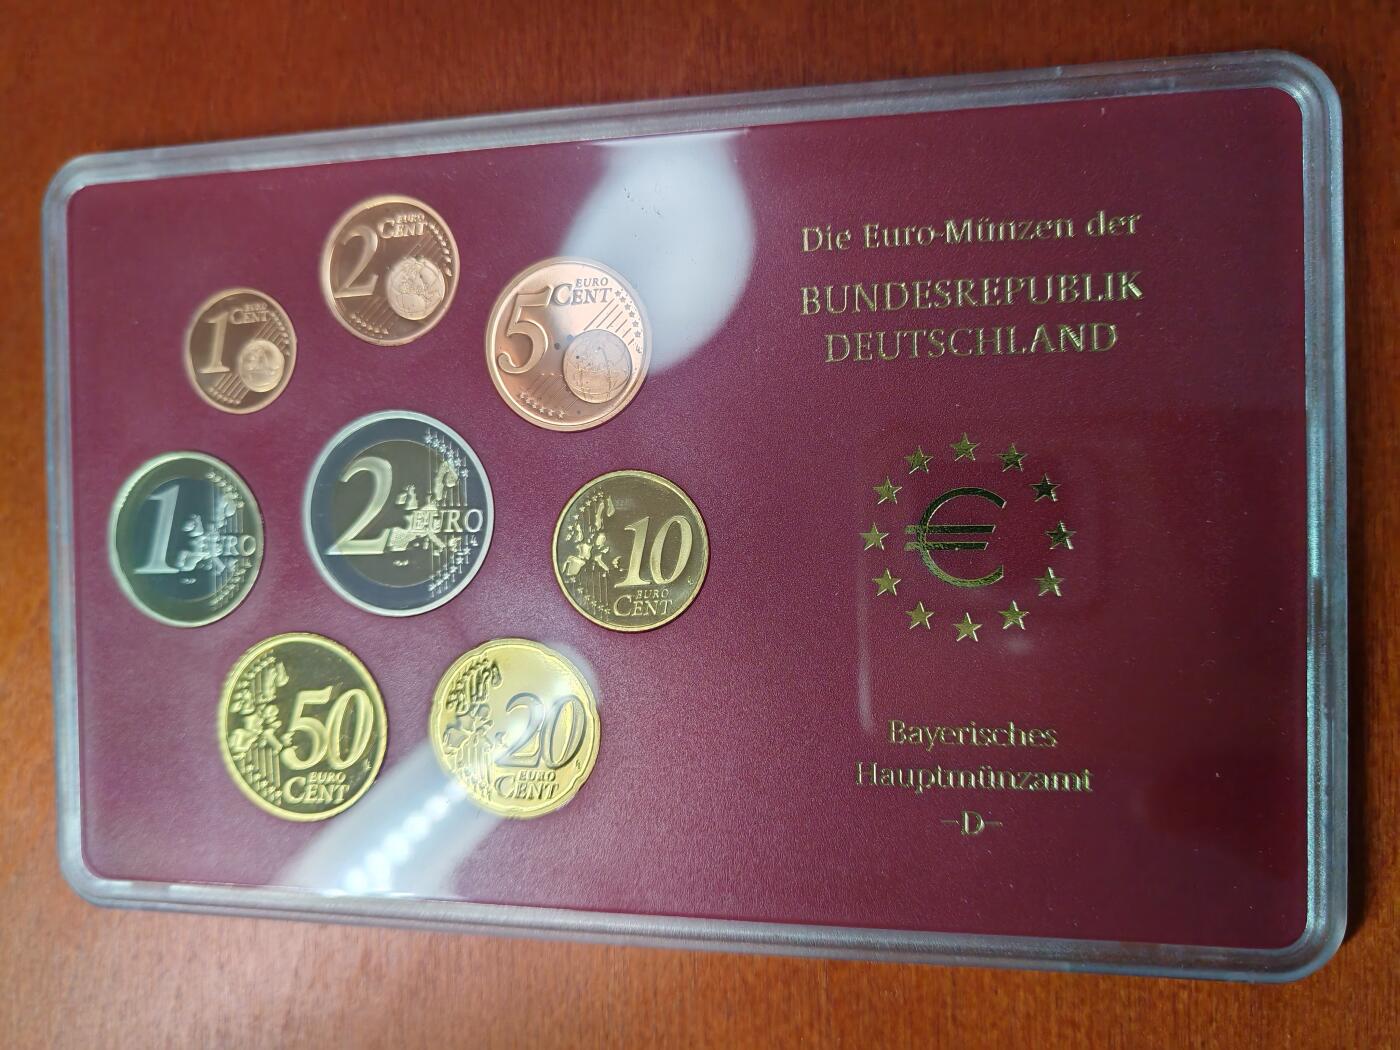 Die Euro-Münzen der
BUNDESREPUBLIK
DEUTSCHLAND
€
Bayerisches
Hauptmünzamt
-D-
1
EURO
CENT
2
EURO
CENT
5
EURO
CENT
1
EURO
2
EURO
10
EURO
CENT
50
EURO
CENT
20
EURO
CENT